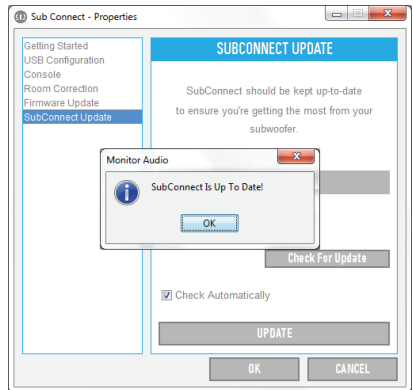 Sub Connect - Properties
Getting Started
USB Configuration
Console
Room Correction
Firmware Update
SubConnect Update
SUBCONNECT UPDATE
SubConnect should be kept up-to-date
to ensure you're getting the most from your
subwoofer.
Monitor Audio
SubConnect Is Up To Date!
OK
Check For Update
Check Automatically
UPDATE
OK
CANCEL